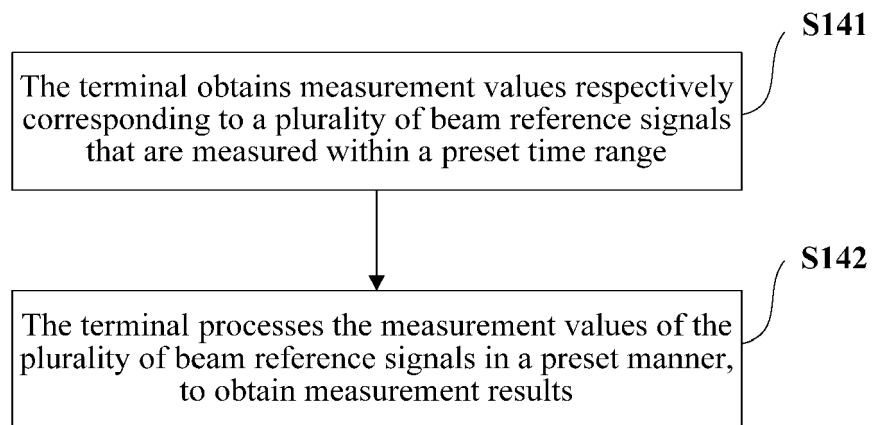 S141
The terminal obtains measurement values respectively
corresponding to a plurality of beam reference signals
that are measured within a preset time range
S142
The terminal processes the measurement values of the
plurality of beam reference signals in a preset manner,
to obtain measurement results